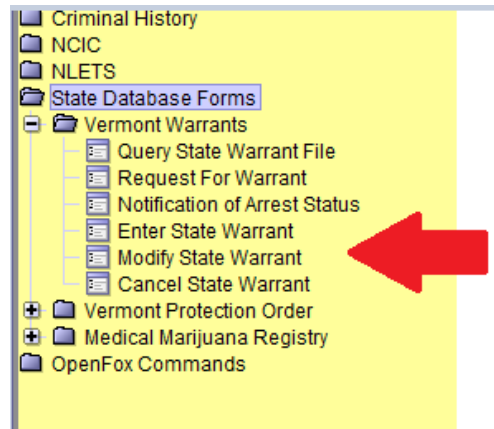 Criminal History
NCIC
NLETS
State Database Forms
Vermont Warrants
Query State Warrant File
Request For Warrant
Notification of Arrest Status
Enter State Warrant
Modify State Warrant
Cancel State Warrant
Vermont Protection Order
Medical Marijuana Registry
OpenFox Commands